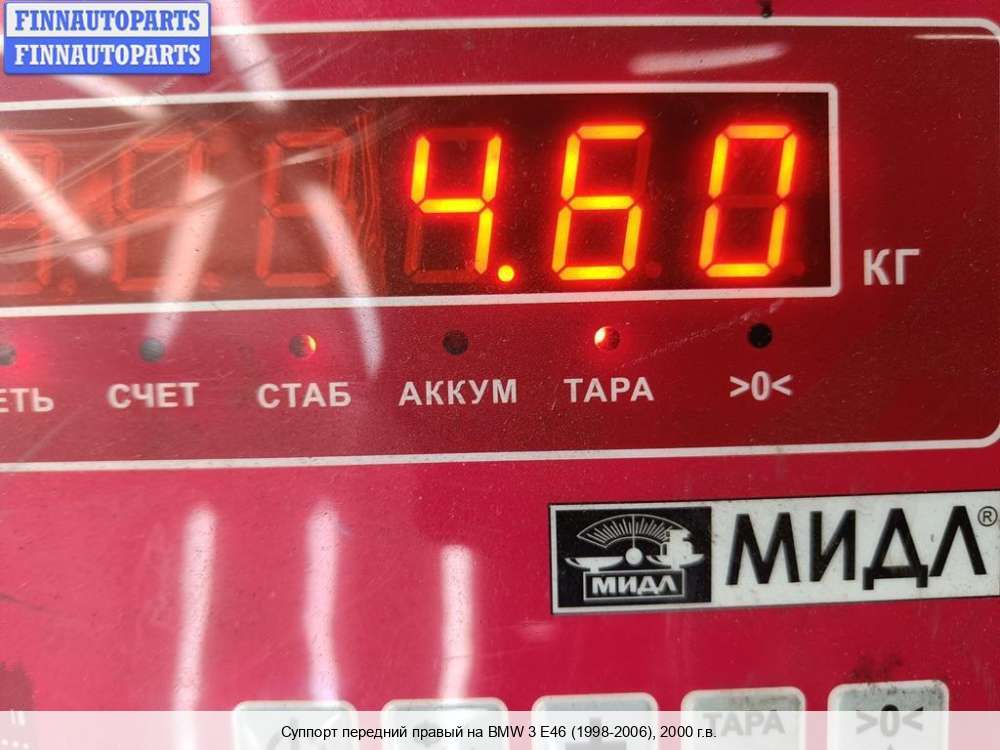 FINNAUTOPARTS
FINNAUTOPARTS
4.60
КГ
ЕТЬ СЧЕТ СТАБ АККУМ ТАРА >0<
МИДЛ МИДЛ®
ТАРА >0<
Суппорт передний правый на BMW 3 E46 (1998-2006), 2000 г.в.